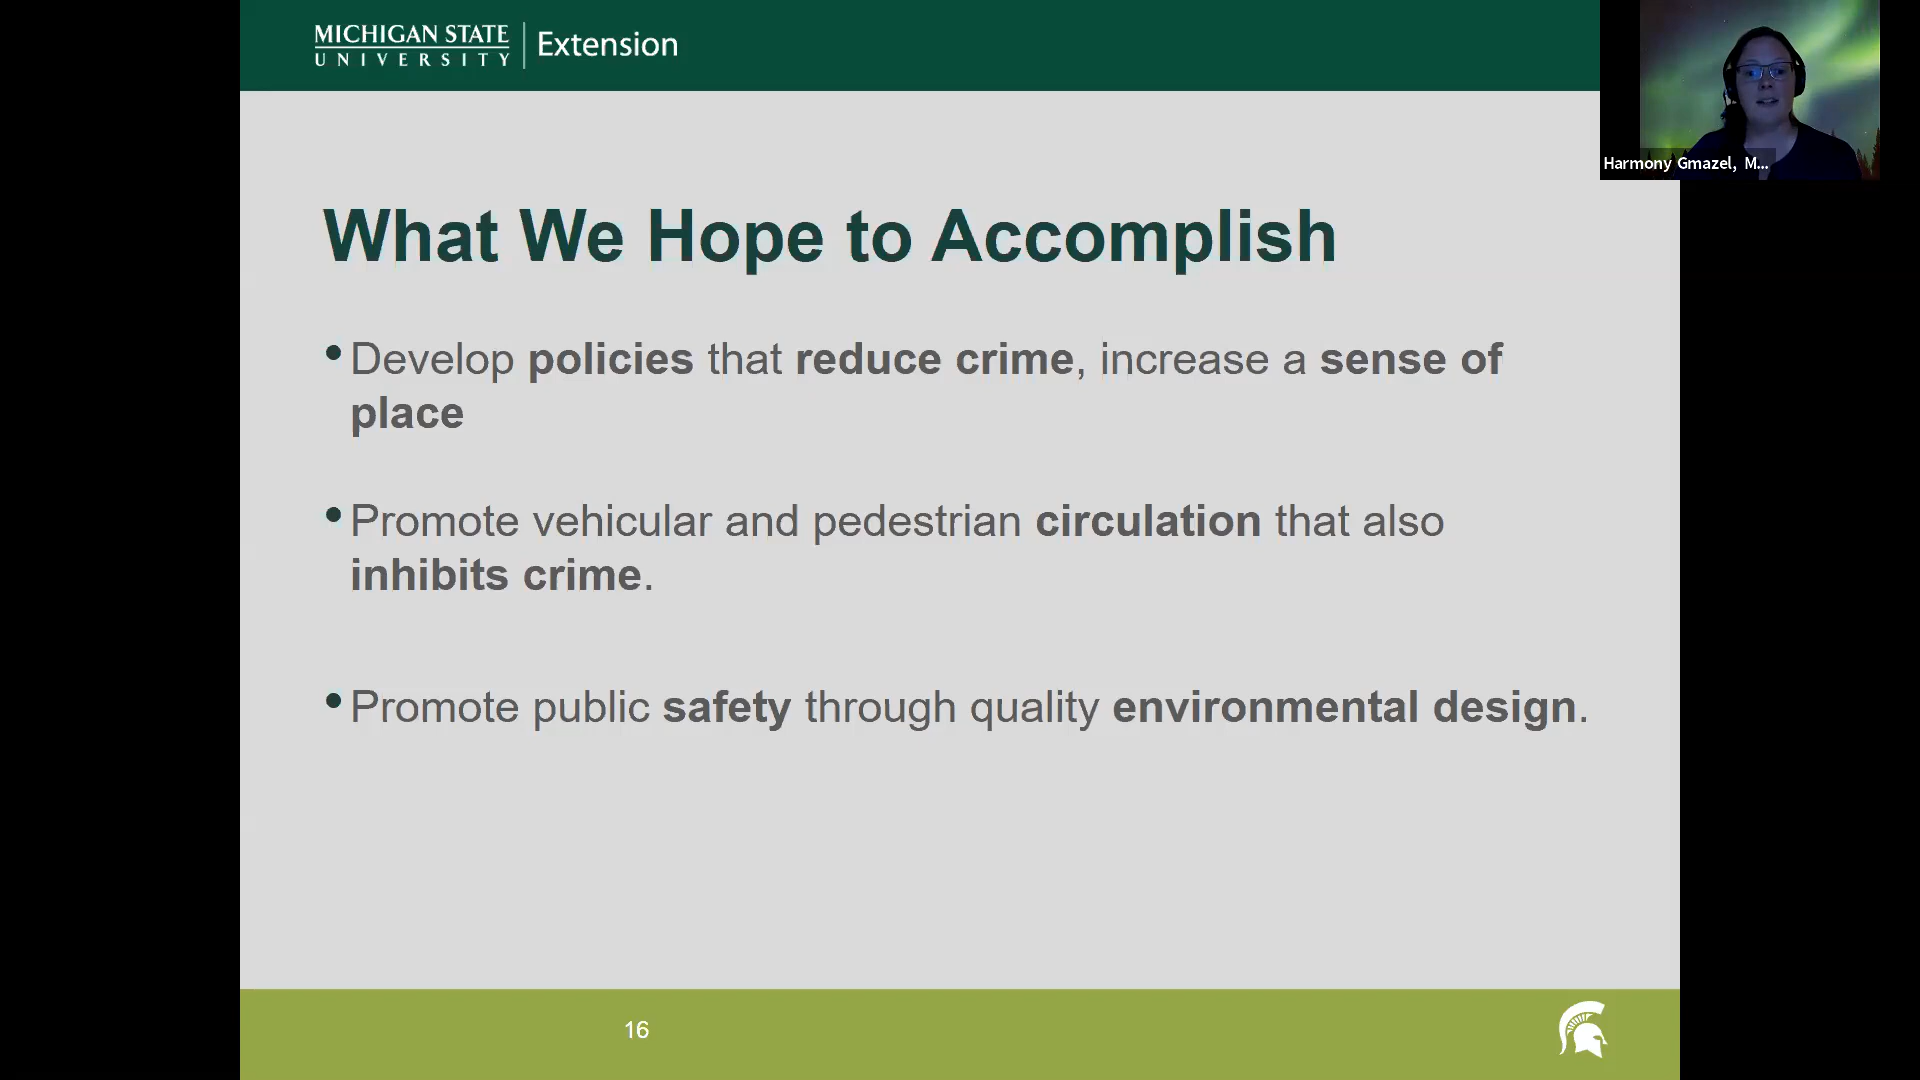 MICHIGAN STATE
UNIVERSITY
Extension
Harmony Gmazel, M...
What We Hope to Accomplish
• Develop policies that reduce crime, increase a sense of
place
• Promote vehicular and pedestrian circulation that also
inhibits crime.
• Promote public safety through quality environmental design.
16